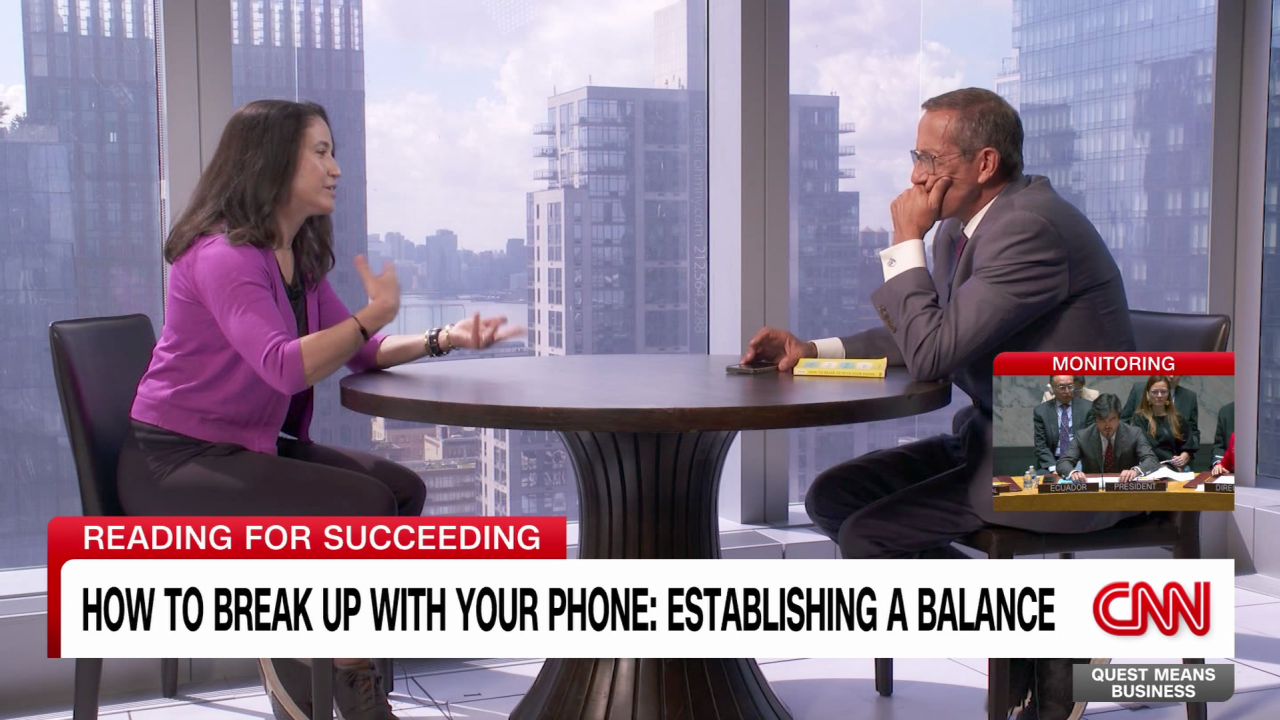 MONITORING
ECUADOR
PRESIDENT
READING FOR SUCCEEDING
HOW TO BREAK UP WITH YOUR PHONE: ESTABLISHING A BALANCE
CNN
QUEST MEANS
BUSINESS